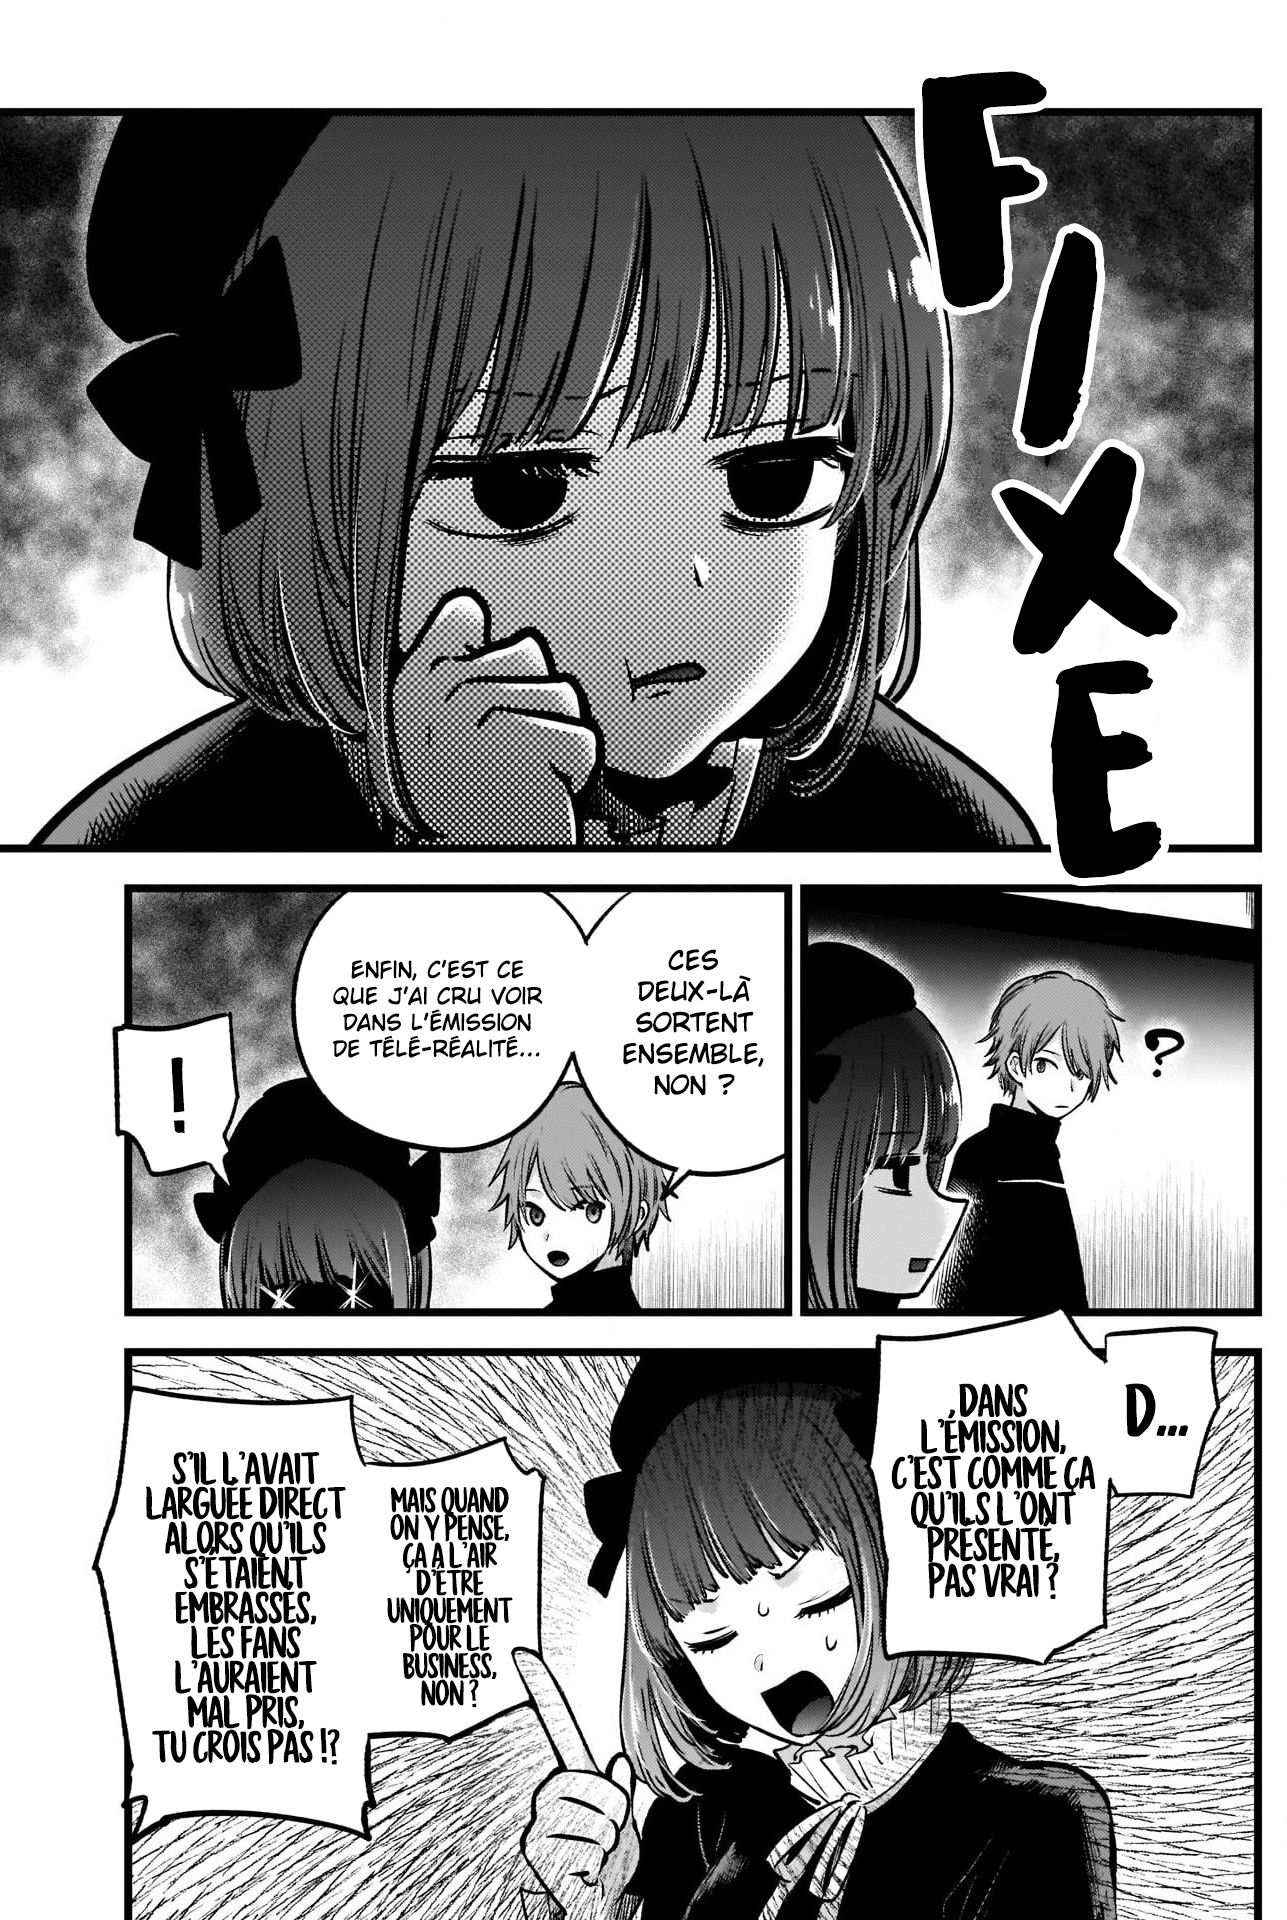 FIXE
?
CES
DEUX-LÀ
SORTENT
ENSEMBLE,
NON ?
ENFIN, C'EST CE
QUE J'AI CRU VOIR
DANS L'ÉMISSION
DE TÉLÉ-RÉALITÉ...
!
D...
DANS
L'ÉMISSION,
C'EST COMME ÇA
QU'ILS L'ONT
PRÉSENTÉ,
PAS VRAI ?
MAIS QUAND
ON Y PENSE,
ÇA A L'AIR
D'ÊTRE
UNIQUEMENT
POUR LE
BUSINESS,
NON ?
S'IL L'AVAIT
LARGUÉE DIRECT
ALORS QU'ILS
S'ÉTAIENT
EMBRASSÉS,
LES FANS
L'AURAIENT
MAL PRIS,
TU CROIS PAS !?